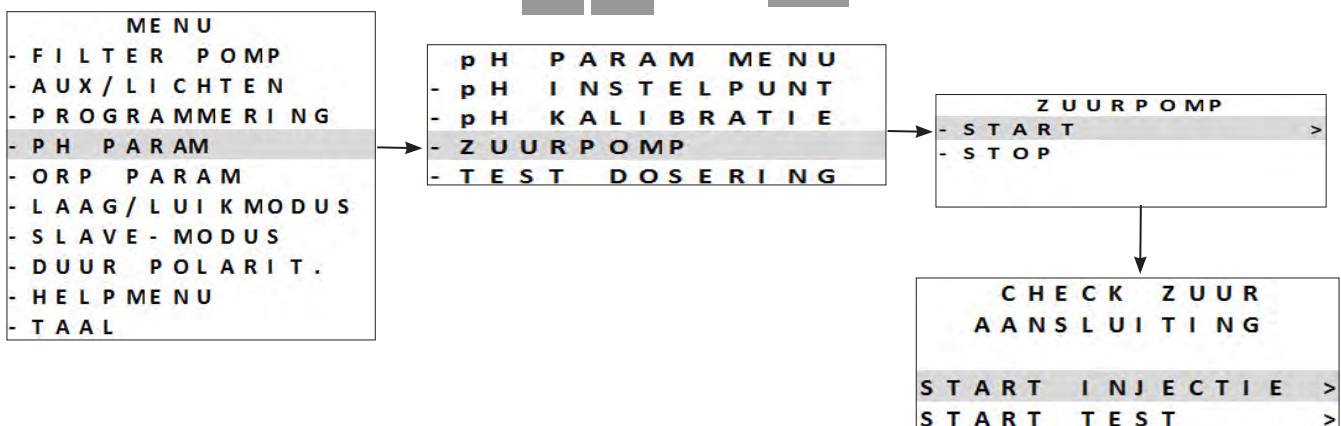 MENU
- FILTER POMP
- AUX/LICHTEN
- PROGRAMMERING
- PH PARAM
- ORP PARAM
- LAAG/LUIKMODUS
- SLAVE-MODUS
- DUUR POLARIT.
- HELPMENU
- TAAL
pH PARAM MENU
- pH INSTELPUNT
- pH KALIBRATIE
- ZUURPOMP
- TEST DOSERING
ZUURPOMP
- START >
- STOP
CHECK ZUUR
AANSLUITING
START INJECTIE >
START TEST >